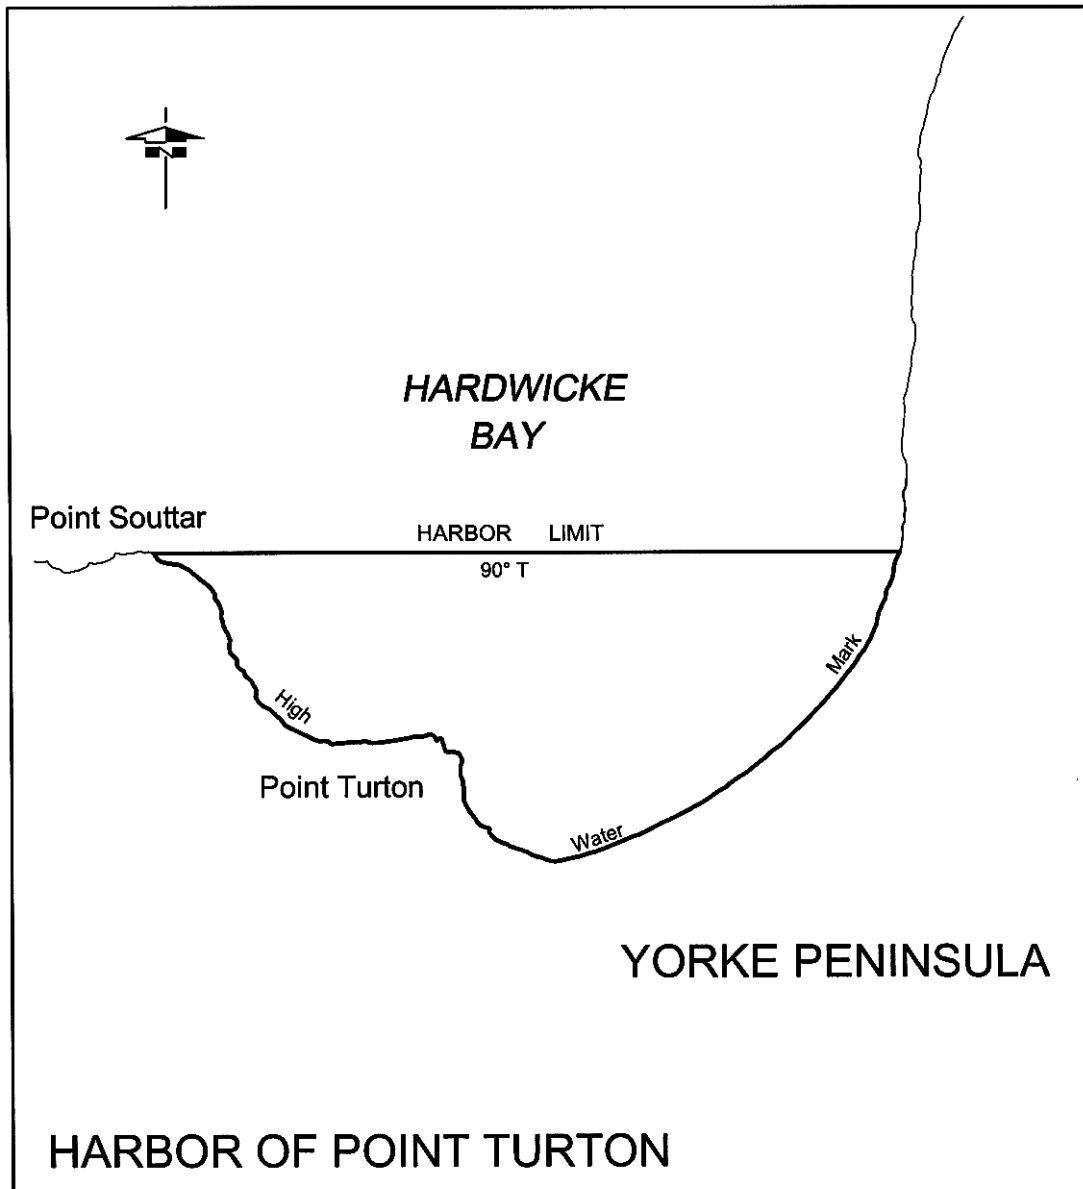 HARDWICKE
BAY
Point Souttar
HARBOR LIMIT
90° T
High
Water
Mark
Point Turton
YORKE PENINSULA
HARBOR OF POINT TURTON